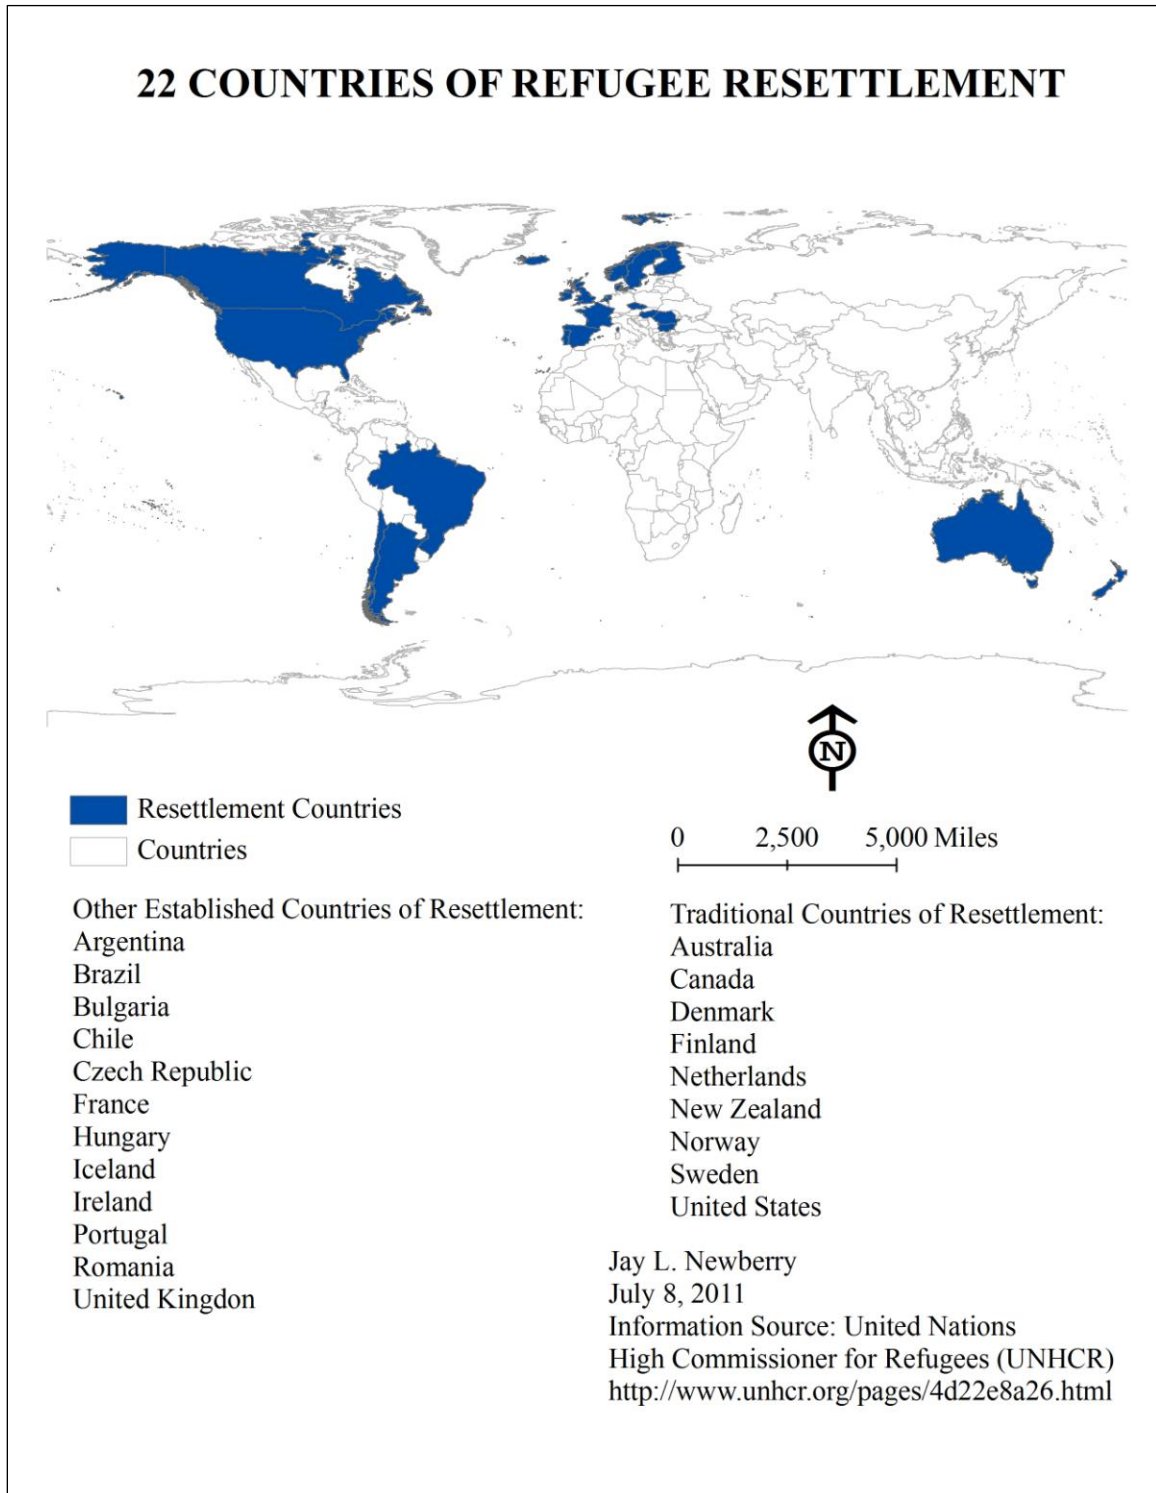 22 COUNTRIES OF REFUGEE RESETTLEMENT
N
Resettlement Countries
Countries
0 2,500 5,000 Miles
Other Established Countries of Resettlement:
Argentina
Brazil
Bulgaria
Chile
Czech Republic
France
Hungary
Iceland
Ireland
Portugal
Romania
United Kingdon
Traditional Countries of Resettlement:
Australia
Canada
Denmark
Finland
Netherlands
New Zealand
Norway
Sweden
United States
Jay L. Newberry
July 8, 2011
Information Source: United Nations
High Commissioner for Refugees (UNHCR)
http://www.unhcr.org/pages/4d22e8a26.html